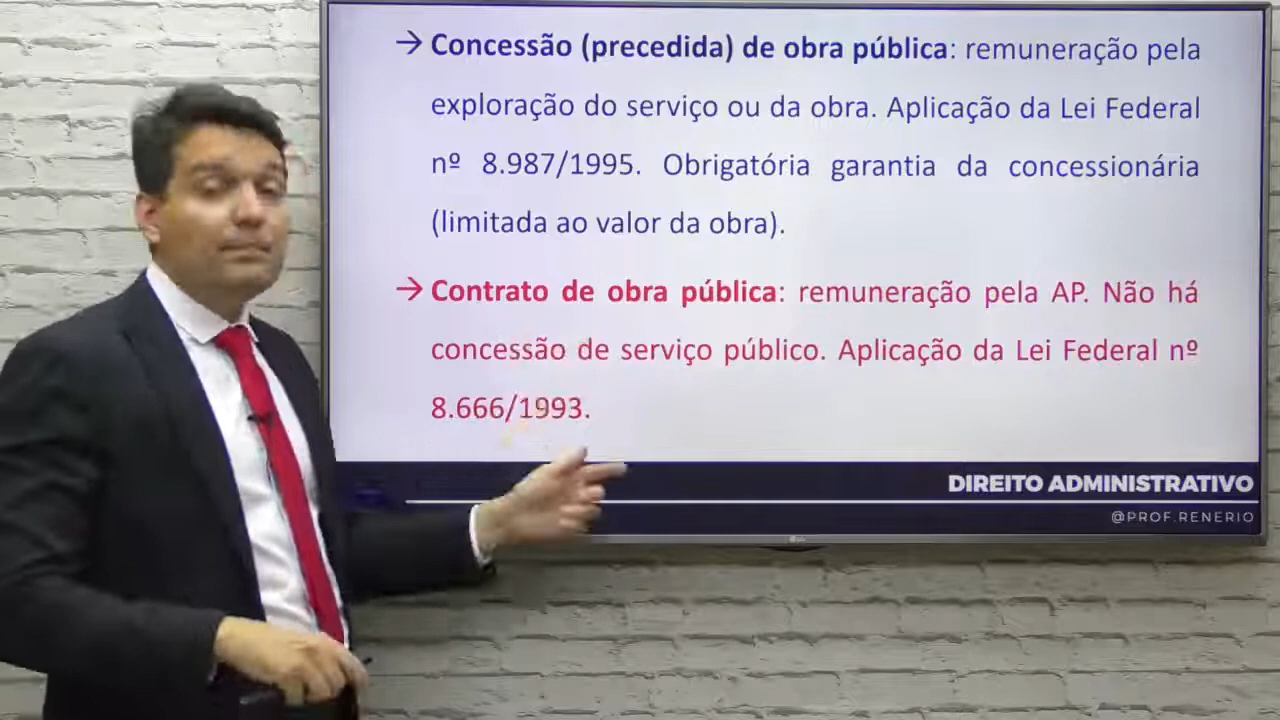 → Concessão (precedida) de obra pública: remuneração pela
exploração do serviço ou da obra. Aplicação da Lei Federal
nº 8.987/1995. Obrigatória garantia da concessionária
(limitada ao valor da obra).
→ Contrato de obra pública: remuneração pela AP. Não há
concessão de serviço público. Aplicação da Lei Federal nº
8.666/1993.
DIREITO ADMINISTRATIVO
@PROF.RENERIO
LG